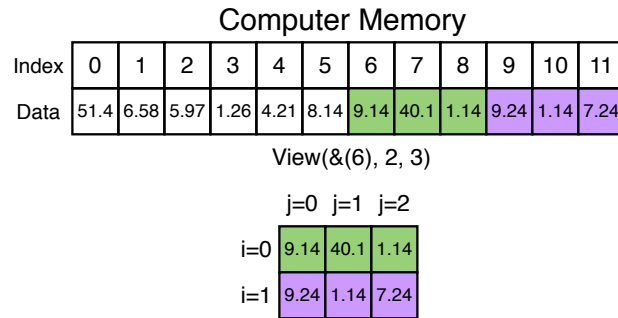 Computer Memory
Index 0 1 2 3 4 5 6 7 8 9 10 11
Data 51.4 6.58 5.97 1.26 4.21 8.14 9.14 40.1 1.14 9.24 1.14 7.24
View(&(6), 2, 3)
j=0 j=1 j=2
i=0 9.14 40.1 1.14
i=1 9.24 1.14 7.24